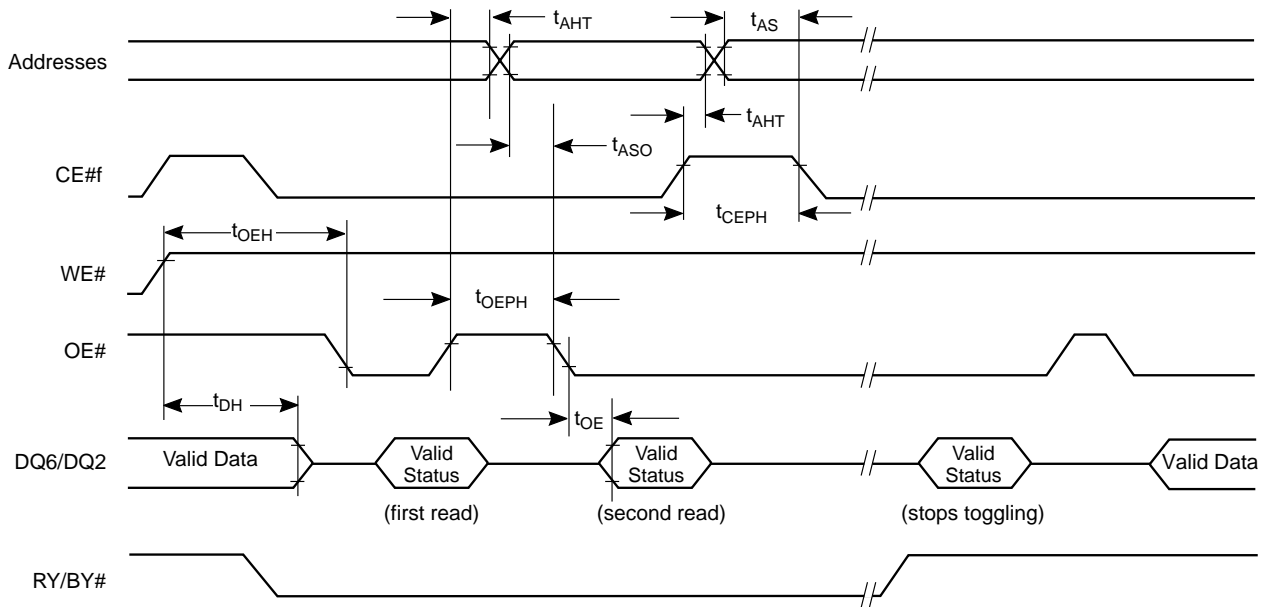 tAHT
tAS
Addresses
tAHT
tASO
CE#f
tCEPH
tOEH
WE#
tOEPH
OE#
tDH
tOE
DQ6/DQ2
Valid Data
Valid
Status
Valid
Status
Valid
Status
Valid Data
(first read)
(second read)
(stops toggling)
RY/BY#